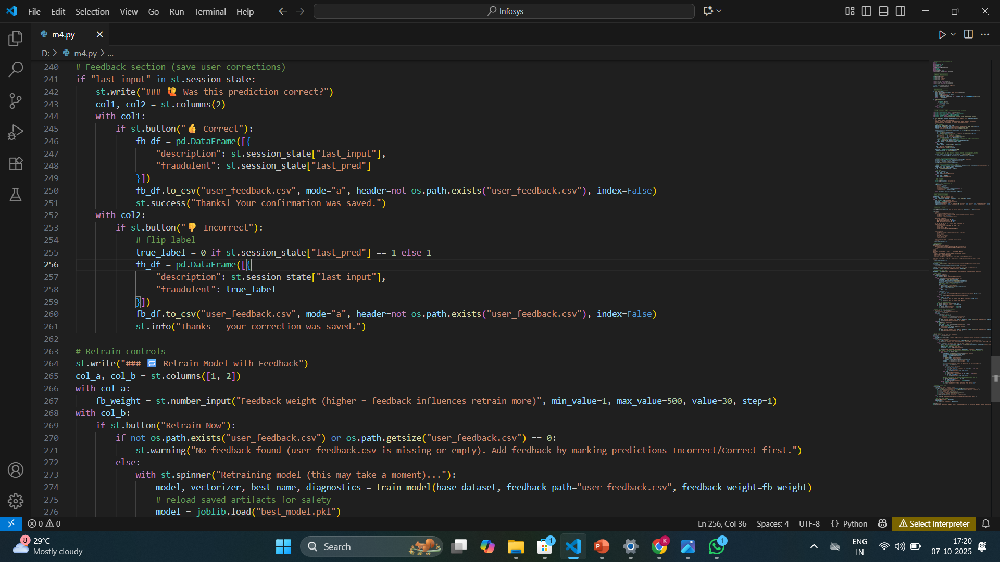 File Edit Selection View Go Run Terminal Help
Infosys
m4.py
D: > m4.py > ...
240 # Feedback section (save user corrections)
241 if "last_input" in st.session_state:
242 st.write("### 🙋 Was this prediction correct?")
243 col1, col2 = st.columns(2)
244 with col1:
245 if st.button("👍 Correct"):
246 fb_df = pd.DataFrame([{
247 "description": st.session_state["last_input"],
248 "fraudulent": st.session_state["last_pred"]
249 }])
250 fb_df.to_csv("user_feedback.csv", mode="a", header=not os.path.exists("user_feedback.csv"), index=False)
251 st.success("Thanks! Your confirmation was saved.")
252 with col2:
253 if st.button("👎 Incorrect"):
254 # flip label
255 true_label = 0 if st.session_state["last_pred"] == 1 else 1
256 fb_df = pd.DataFrame([{
257 "description": st.session_state["last_input"],
258 "fraudulent": true_label
259 }])
260 fb_df.to_csv("user_feedback.csv", mode="a", header=not os.path.exists("user_feedback.csv"), index=False)
261 st.info("Thanks — your correction was saved.")
262
263 # Retrain controls
264 st.write("### 🔁 Retrain Model with Feedback")
265 col_a, col_b = st.columns([1, 2])
266 with col_a:
267 fb_weight = st.number_input("Feedback weight (higher = feedback influences retrain more)", min_value=1, max_value=500, value=30, step=1)
268 with col_b:
269 if st.button("Retrain Now"):
270 if not os.path.exists("user_feedback.csv") or os.path.getsize("user_feedback.csv") == 0:
271 st.warning("No feedback found (user_feedback.csv is missing or empty). Add feedback by marking predictions Incorrect/Correct first.")
272 else:
273 with st.spinner("Retraining model (this may take a moment)..."):
274 model, vectorizer, best_name, diagnostics = train_model(base_dataset, feedback_path="user_feedback.csv", feedback_weight=fb_weight)
275 # reload saved artifacts for safety
276 model = joblib.load("best_model.pkl")
0 0
Ln 256, Col 36 Spaces: 4 UTF-8 {} Python Select Interpreter
8 29°C
Mostly cloudy
Search
1
K
1
ENG
IN
17:20
07-10-2025